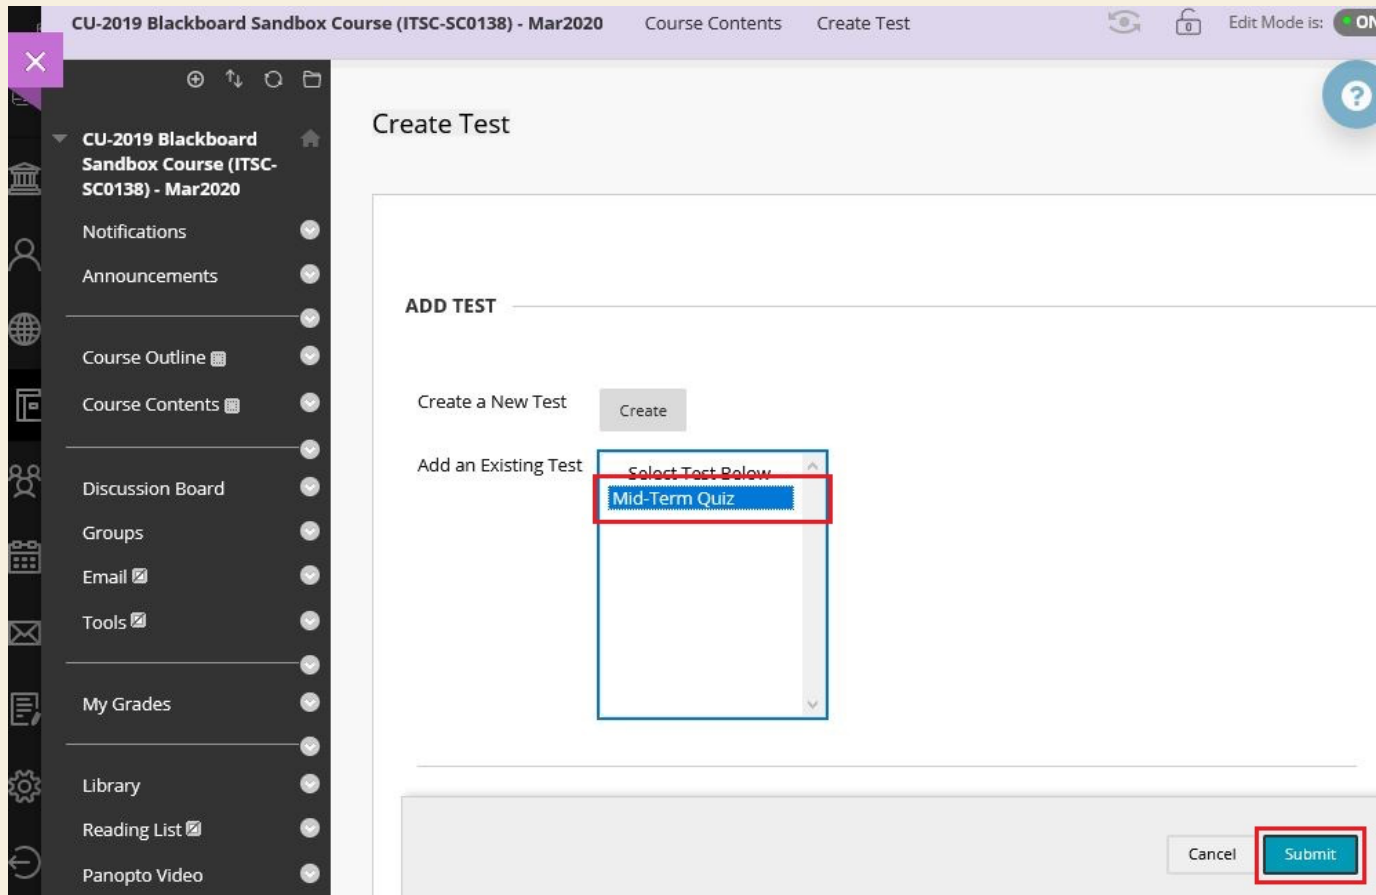 CU-2019 Blackboard Sandbox Course (ITSC-SC0138) - Mar2020 Course Contents Create Test Edit Mode is: ON
CU-2019 Blackboard
Sandbox Course (ITSC-
SC0138) - Mar2020
Notifications
Announcements
Course Outline
Course Contents
Discussion Board
Groups
Email
Tools
My Grades
Library
Reading List
Panopto Video
Create Test
ADD TEST
Create a New Test Create
Add an Existing Test
Select Test Below
Mid-Term Quiz
Cancel Submit